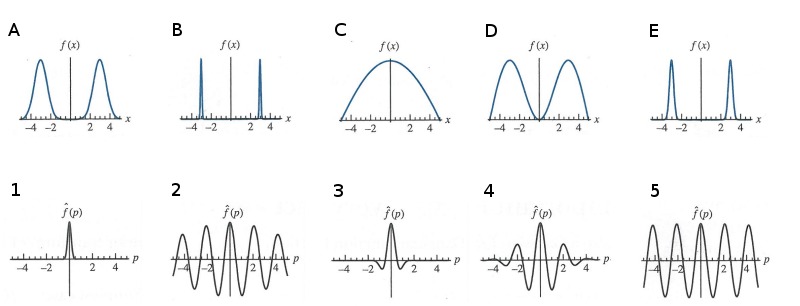 A B C D E
f(x) f(x) f(x) f(x) f(x)
−4 −2 2 4 x −4 −2 2 4 x −4 −2 2 4 x −4 −2 2 4 x −4 −2 2 4 x
1 2 3 4 5
f̂(p) f̂(p) f̂(p) f̂(p) f̂(p)
−4 −2 2 4 p −4 −2 2 4 p −4 −2 2 4 p −4 −2 2 4 p −4 −2 2 4 p